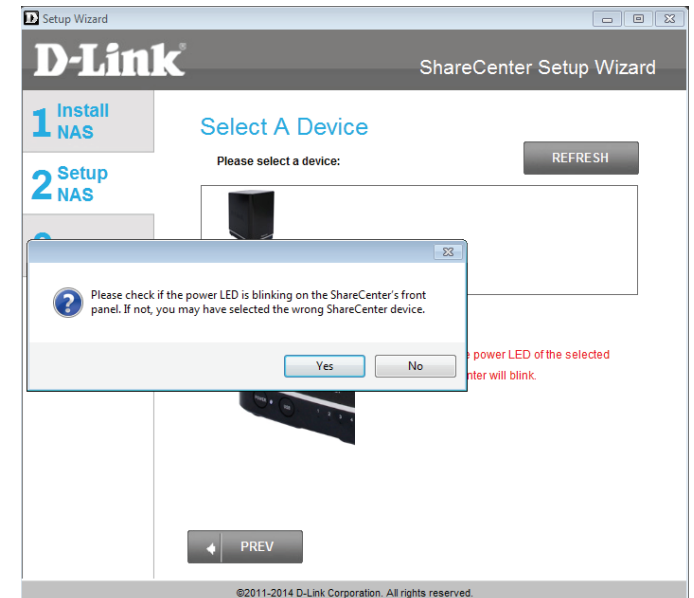 Setup Wizard
D-Link®
ShareCenter Setup Wizard
1 Install
NAS
2 Setup
NAS
Select A Device
Please select a device:
REFRESH
Please check if the power LED is blinking on the ShareCenter's front
panel. If not, you may have selected the wrong ShareCenter device.
Yes
No
power LED of the selected
will blink.
PREV
©2011-2014 D-Link Corporation. All rights reserved.